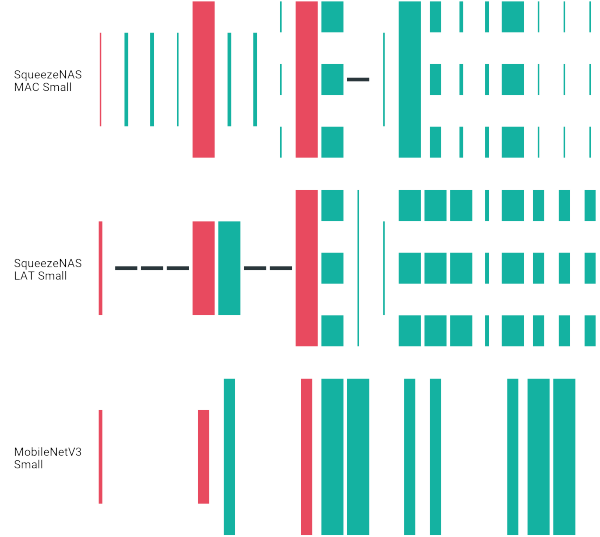 SqueezeNAS
MAC Small
SqueezeNAS
LAT Small
MobileNetV3
Small